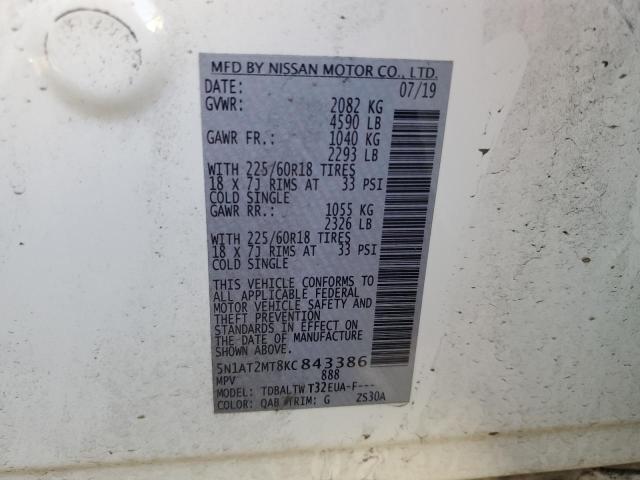 MFD BY NISSAN MOTOR CO., LTD.
DATE: 07/19
GVWR: 2082 KG
4590 LB
GAWR FR.: 1040 KG
2293 LB
WITH 225/60R18 TIRES
18 X 7J RIMS AT 33 PSI
COLD SINGLE
GAWR RR.: 1055 KG
2326 LB
WITH 225/60R18 TIRES
18 X 7J RIMS AT 33 PSI
COLD SINGLE
THIS VEHICLE CONFORMS TO
ALL APPLICABLE FEDERAL
MOTOR VEHICLE SAFETY AND
THEFT PREVENTION
STANDARDS IN EFFECT ON
THE DATE OF MANUFACTURE
SHOWN ABOVE.
5N1AT2MT8KC843386
MPV 888
MODEL: TDBALTW T32EUA-F---
COLOR: QAB TRIM: G ZS30A